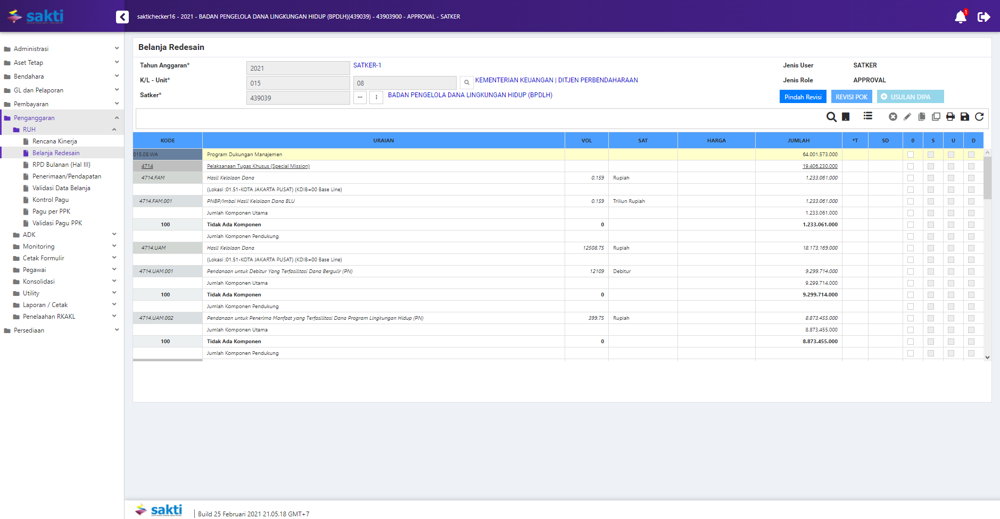 sakti
saktichecker16 - 2021 - BADAN PENGELOLA DANA LINGKUNGAN HIDUP (BPDLH)(439039) - 43903900 - APPROVAL - SATKER
1
Administrasi
Aset Tetap
Bendahara
GL dan Pelaporan
Pembayaran
Penganggaran
RUH
Rencana Kinerja
Belanja Redesain
RPD Bulanan (Hal III)
Penerimaan/Pendapatan
Validasi Data Belanja
Kontrol Pagu
Pagu per PPK
Validasi Pagu PPK
ADK
Monitoring
Cetak Formulir
Pegawai
Konsolidasi
Utility
Laporan / Cetak
Penelaahan RKAKL
Persediaan
Belanja Redesain
Tahun Anggaran* 2021 SATKER-1 Jenis User SATKER
K/L - Unit* 015 08 KEMENTERIAN KEUANGAN | DITJEN PERBENDAHARAAN Jenis Role APPROVAL
Satker* 439039 BADAN PENGELOLA DANA LINGKUNGAN HIDUP (BPDLH) Pindah Revisi REVISI POK USULAN DIPA
KODE URAIAN VOL SAT HARGA JUMLAH *T SD 0 S U D
015.08.WA Program Dukungan Manajemen 64.001.573.000
4714 Pelaksanaan Tugas Khusus (Special Mission) 19.406.230.000
4714.FAM Hasil Kelolaan Dana 0.159 Rupiah 1.233.061.000
(Lokasi :01.51-KOTA JAKARTA PUSAT) (KDIB=00 Base Line)
4714.FAM.001 PNBP/Imbal Hasil Kelolaan Dana BLU 0.159 Triliun Rupiah 1.233.061.000
Jumlah Komponen Utama 1.233.061.000
100 Tidak Ada Komponen 0 1.233.061.000
Jumlah Komponen Pendukung
4714.UAM Hasil Kelolaan Dana 12508.75 Rupiah 18.173.169.000
(Lokasi :01.51-KOTA JAKARTA PUSAT) (KDIB=00 Base Line)
4714.UAM.001 Pendanaan untuk Debitur Yang Terfasilitasi Dana Bergulir (PN) 12109 Debitur 9.299.714.000
Jumlah Komponen Utama 9.299.714.000
100 Tidak Ada Komponen 0 9.299.714.000
Jumlah Komponen Pendukung
4714.UAM.002 Pendanaan untuk Penerima Manfaat yang Terfasilitasi Dana Program Lingkungan Hidup (PN) 399.75 Rupiah 8.873.455.000
Jumlah Komponen Utama 8.873.455.000
100 Tidak Ada Komponen 0 8.873.455.000
Jumlah Komponen Pendukung
sakti
Build 25 Februari 2021 21.05.18 GMT+7